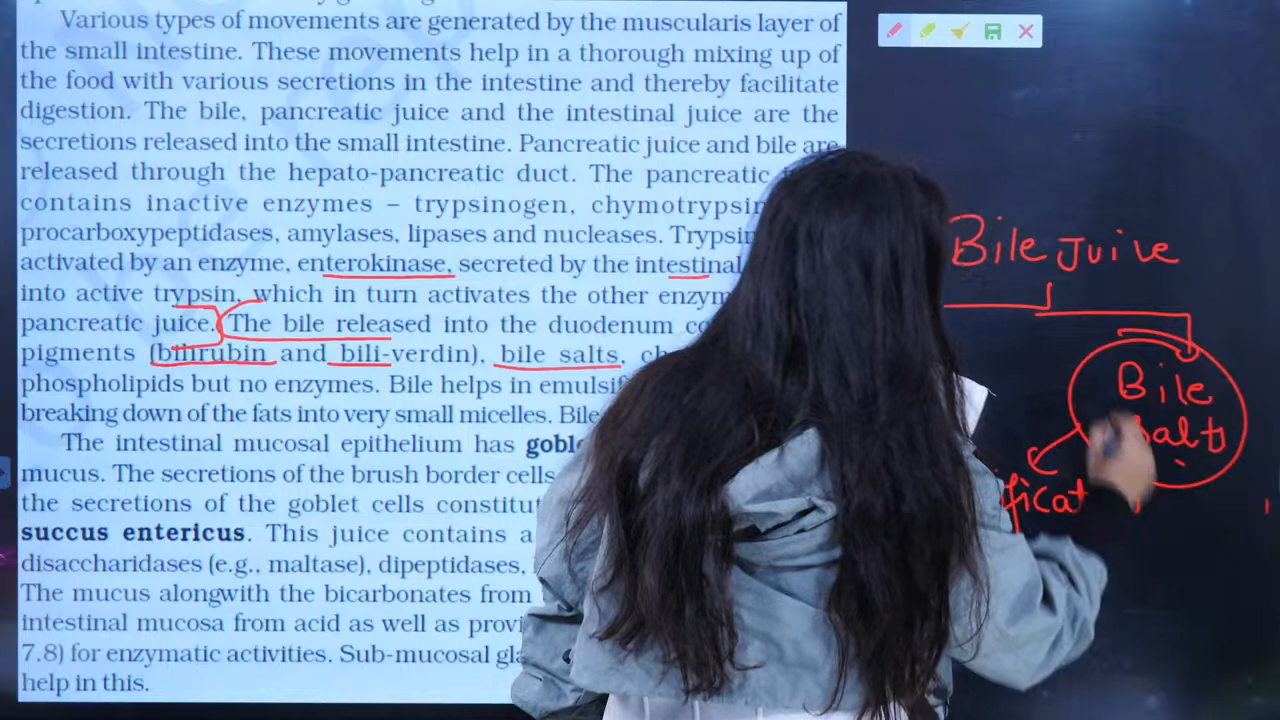 Various types of movements are generated by the muscularis layer of
the small intestine. These movements help in a thorough mixing up of
the food with various secretions in the intestine and thereby facilitate
digestion. The bile, pancreatic juice and the intestinal juice are the
secretions released into the small intestine. Pancreatic juice and bile are
released through the hepato-pancreatic duct. The pancreatic
contains inactive enzymes – trypsinogen, chymotrypsin
procarboxypeptidases, amylases, lipases and nucleases. Trypsin
activated by an enzyme, enterokinase, secreted by the intestinal
into active trypsin, which in turn activates the other enzym
pancreatic juice. The bile released into the duodenum co
pigments (bilirubin and bili-verdin), bile salts, ch
phospholipids but no enzymes. Bile helps in emulsif
breaking down of the fats into very small micelles. Bile
The intestinal mucosal epithelium has goble
mucus. The secretions of the brush border cells
the secretions of the goblet cells constitut
succus entericus. This juice contains a
disaccharidases (e.g., maltase), dipeptidases,
The mucus alongwith the bicarbonates from
intestinal mucosa from acid as well as provi
7.8) for enzymatic activities. Sub-mucosal gla
help in this.
Bile Juice
Bile
Salts
ificat